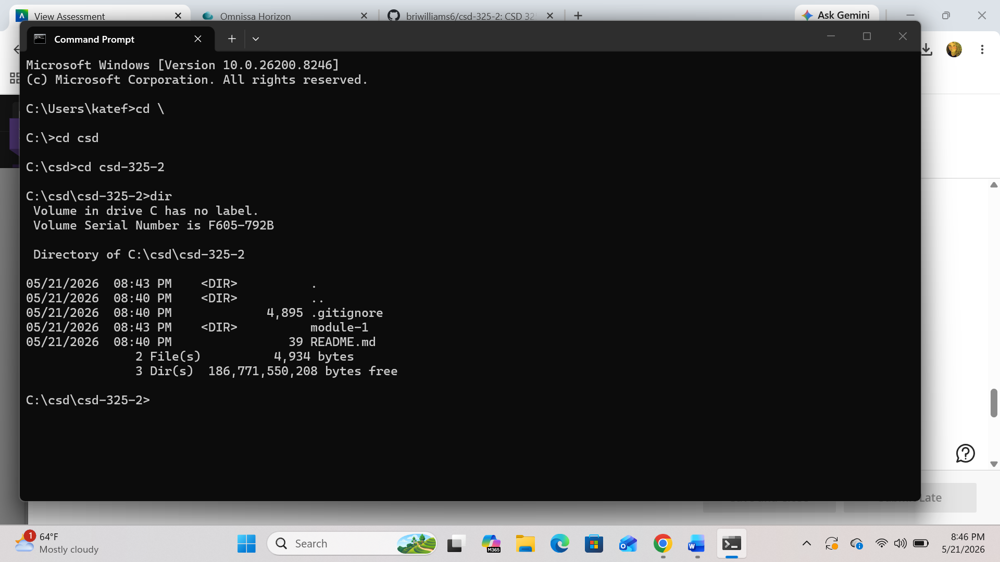 View Assessment
Omnissa Horizon
briwilliams6/csd-325-2: CSD 32
Ask Gemini
Command Prompt
Microsoft Windows [Version 10.0.26200.8246]
(c) Microsoft Corporation. All rights reserved.
C:\Users\katef>cd \
C:\>cd csd
C:\csd>cd csd-325-2
C:\csd\csd-325-2>dir
Volume in drive C has no label.
Volume Serial Number is F605-792B
Directory of C:\csd\csd-325-2
05/21/2026  08:43 PM    <DIR>          .
05/21/2026  08:40 PM    <DIR>          ..
05/21/2026  08:40 PM             4,895 .gitignore
05/21/2026  08:43 PM    <DIR>          module-1
05/21/2026  08:40 PM                39 README.md
2 File(s)          4,934 bytes
3 Dir(s)  186,771,550,208 bytes free
C:\csd\csd-325-2>
Late
1
64°F
Mostly cloudy
Search
M365
8:46 PM
5/21/2026